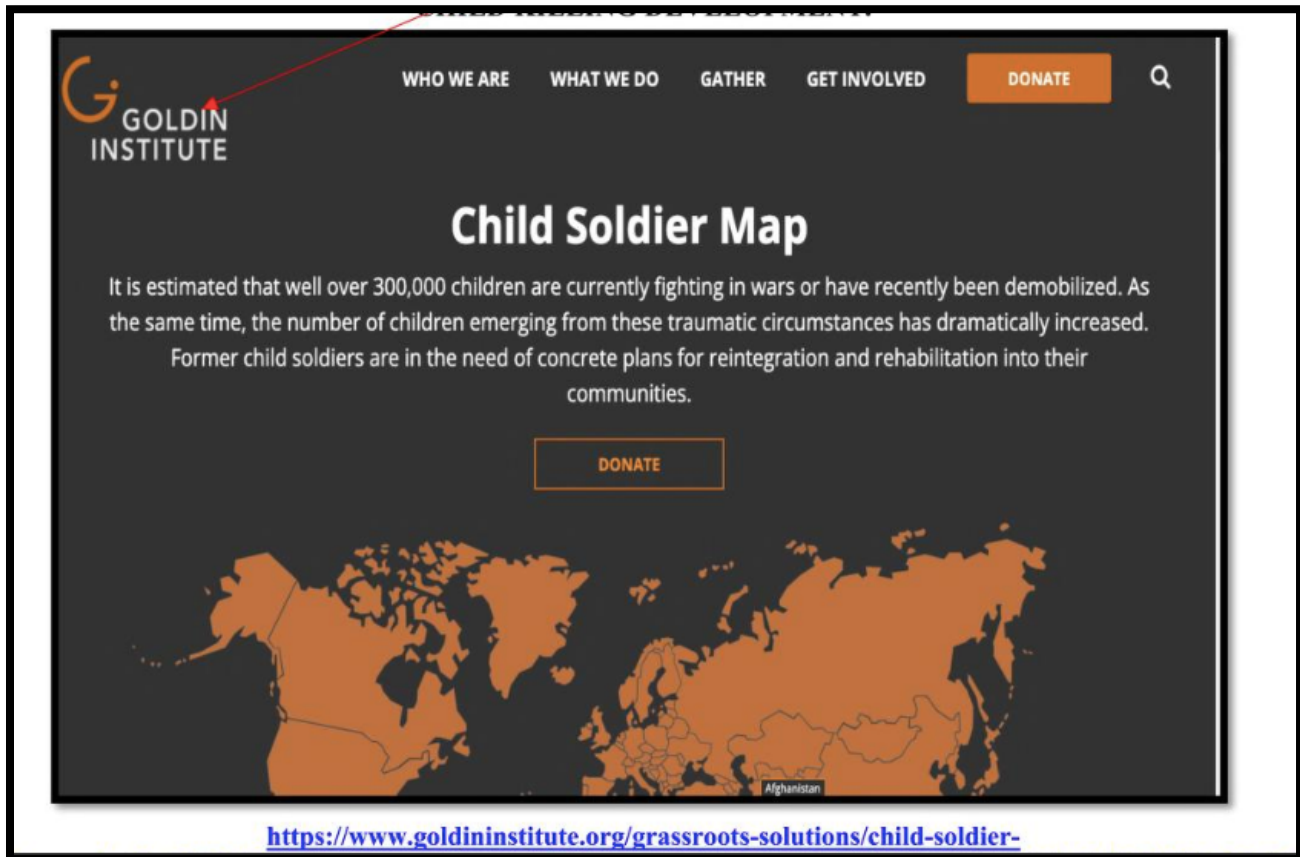 CHILD KILLING DEVELOPMENT.
WHO WE ARE WHAT WE DO GATHER GET INVOLVED DONATE
GOLDIN
INSTITUTE
Child Soldier Map
It is estimated that well over 300,000 children are currently fighting in wars or have recently been demobilized. As
the same time, the number of children emerging from these traumatic circumstances has dramatically increased.
Former child soldiers are in the need of concrete plans for reintegration and rehabilitation into their
communities.
DONATE
Afghanistan
https://www.goldininstitute.org/grassroots-solutions/child-soldier-